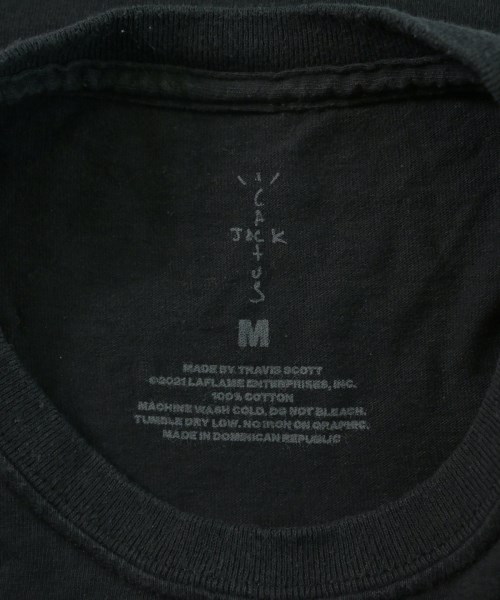 CACTUS
JACK
M
MADE BY TRAVIS SCOTT
©2021 LAFLAME ENTERPRISES, INC.
100% COTTON
MACHINE WASH COLD. DO NOT BLEACH.
TUMBLE DRY LOW. NO IRON ON GRAPHIC.
MADE IN DOMINICAN REPUBLIC